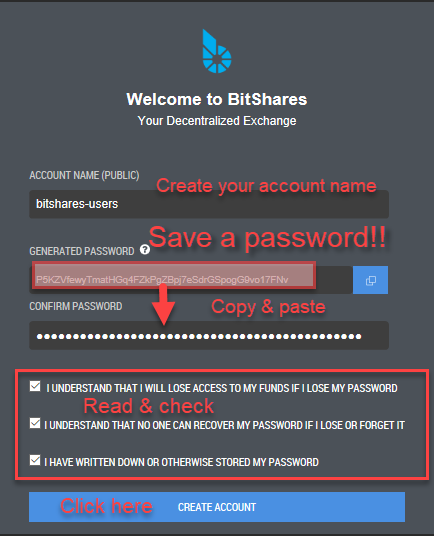 Welcome to BitShares
Your Decentralized Exchange
ACCOUNT NAME (PUBLIC)
Create your account name
bitshares-users
Save a password!!
GENERATED PASSWORD ?
P5KZVfewyTmatHGq4FZkPgZBpj7eSdrGSpogG9vo17FNv
Copy & paste
CONFIRM PASSWORD
I UNDERSTAND THAT I WILL LOSE ACCESS TO MY FUNDS IF I LOSE MY PASSWORD
Read & check
I UNDERSTAND THAT NO ONE CAN RECOVER MY PASSWORD IF I LOSE OR FORGET IT
I HAVE WRITTEN DOWN OR OTHERWISE STORED MY PASSWORD
Click here
CREATE ACCOUNT